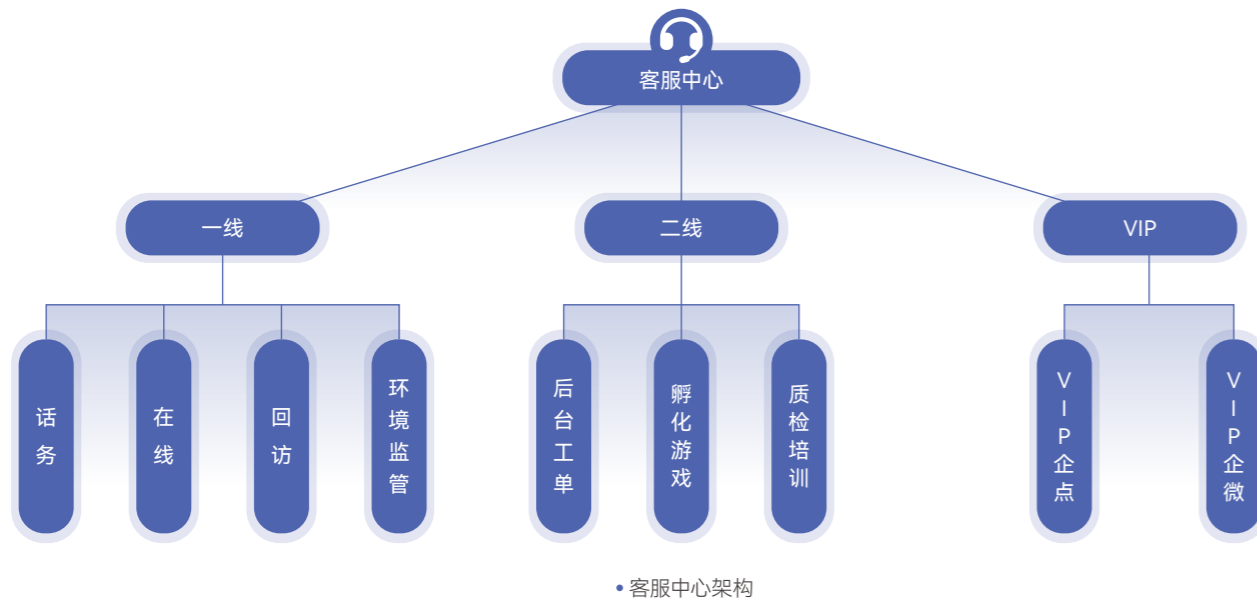 客服中心
一线
二线
VIP
话务
在线
回访
环境监管
后台工单
孵化游戏
质检培训
VIP企点
VIP企微
• 客服中心架构